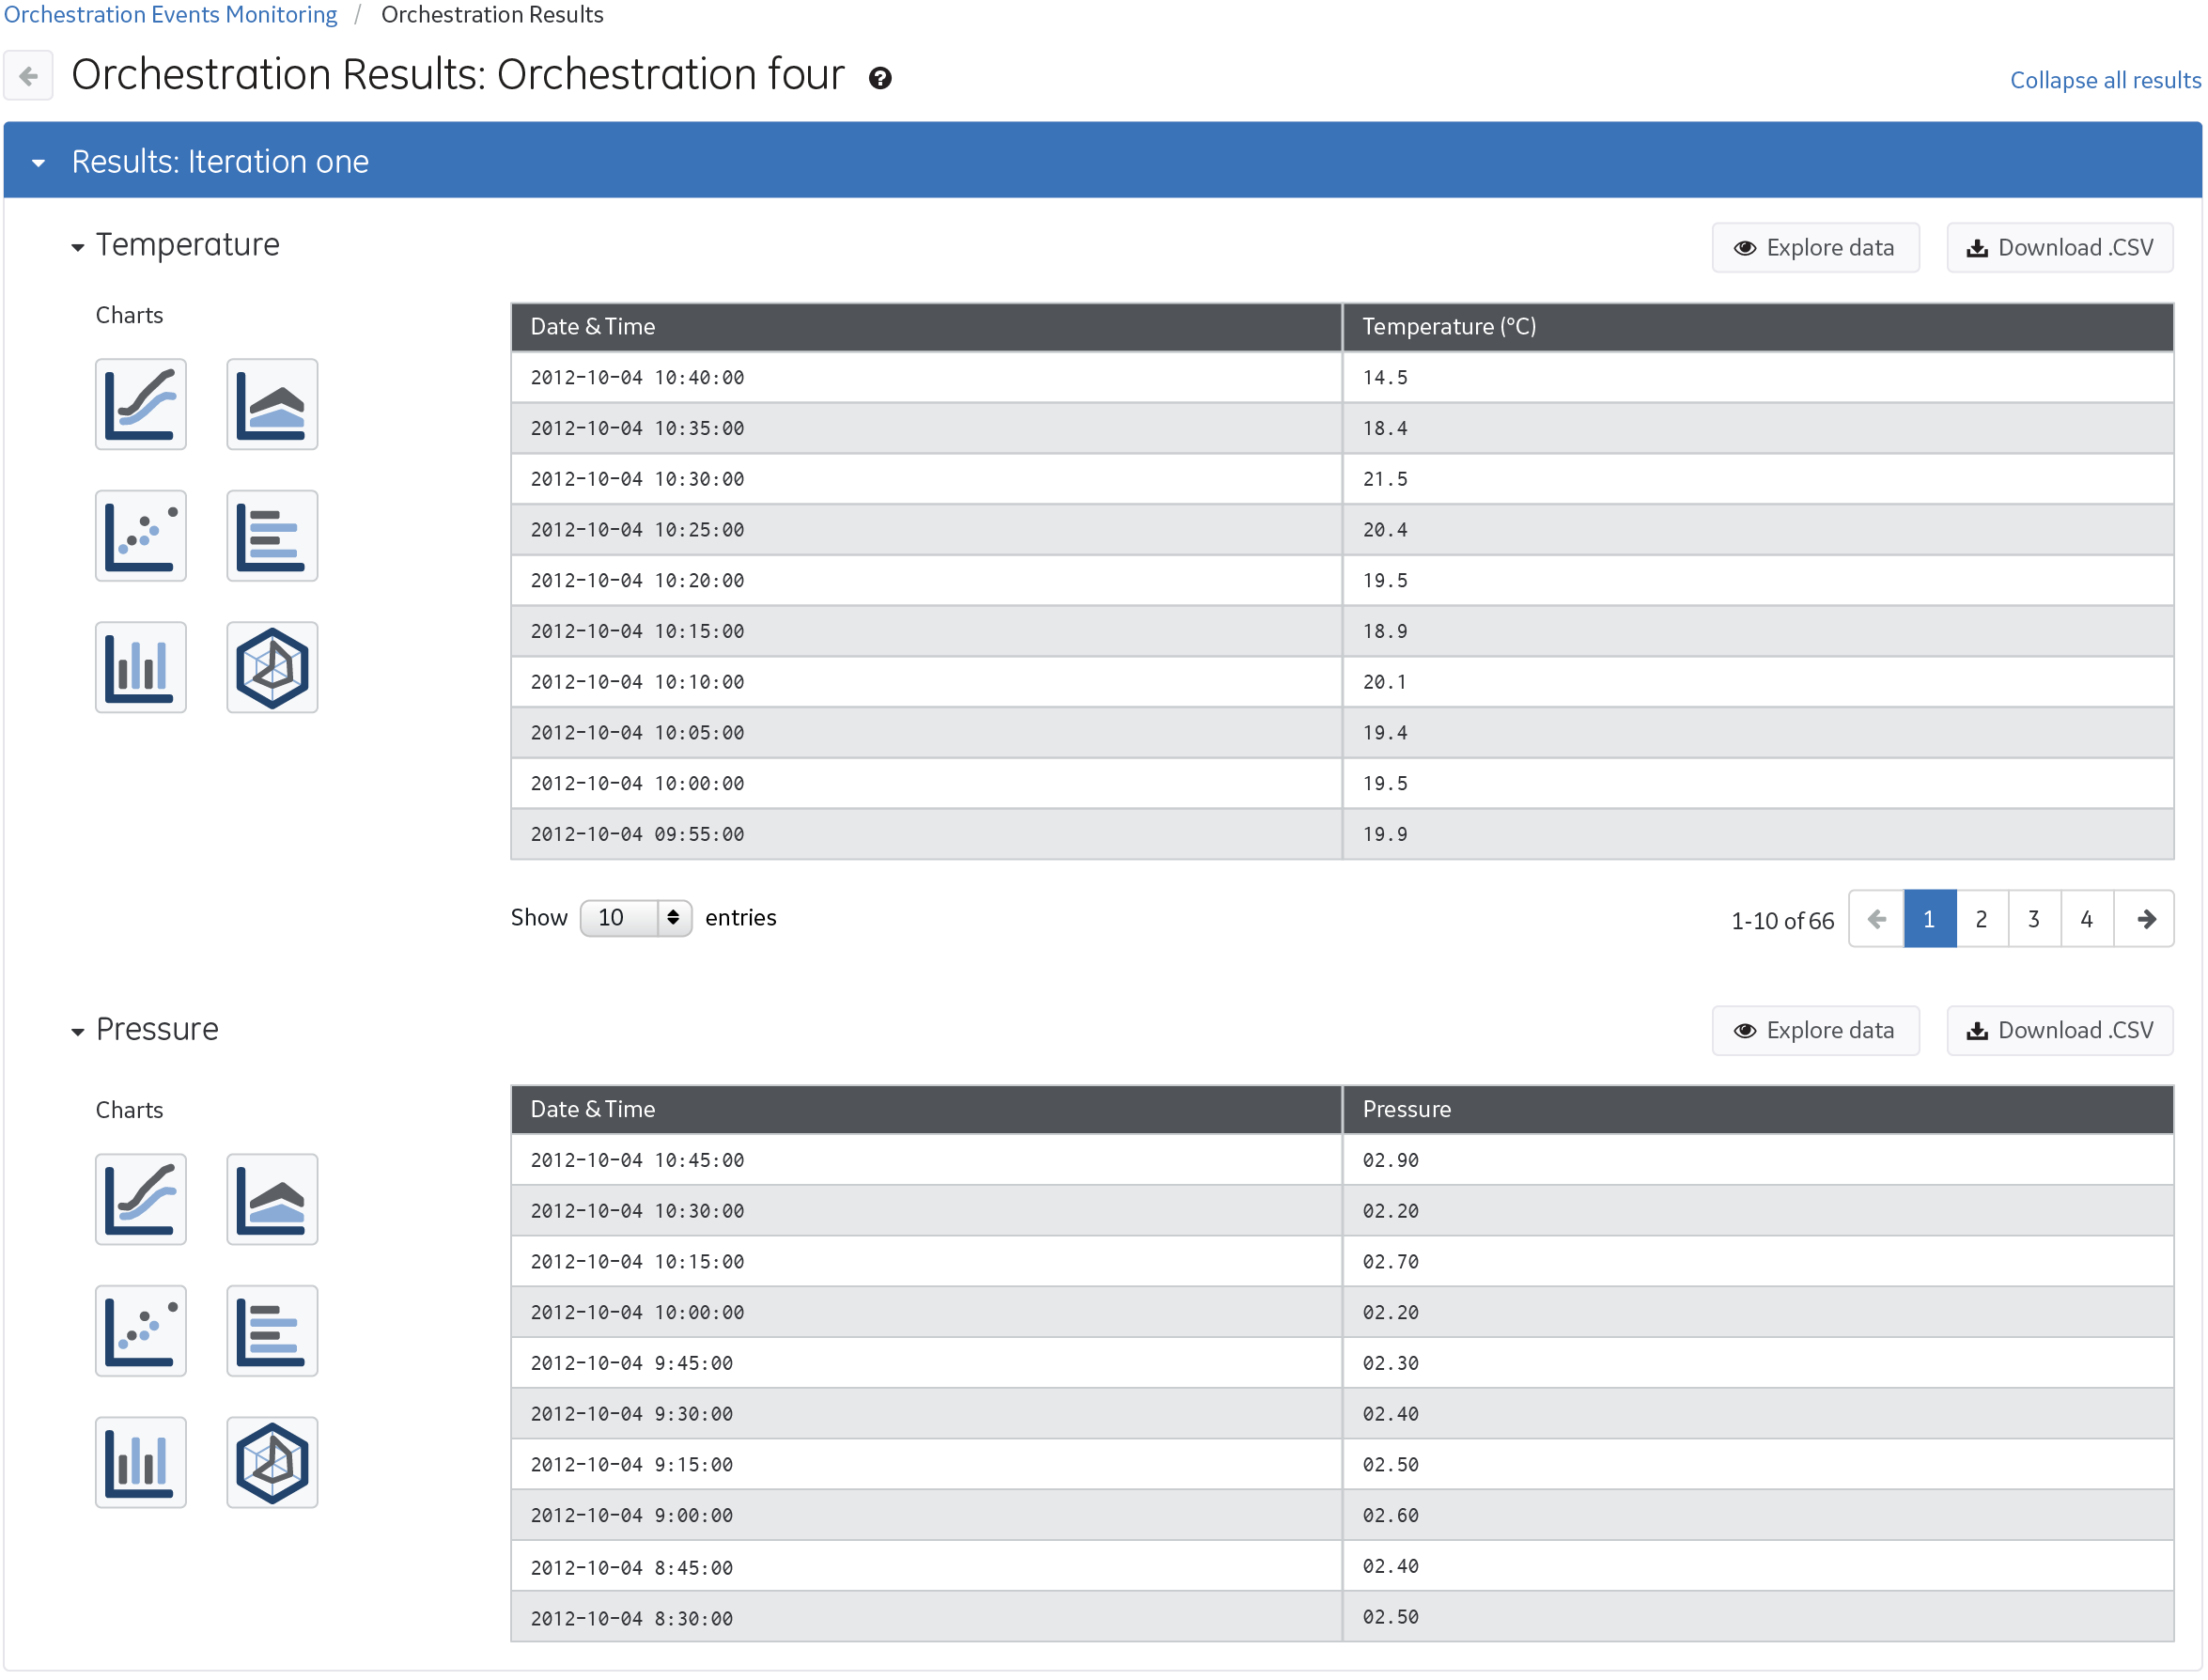 Orchestration Events Monitoring / Orchestration Results
Orchestration Results: Orchestration four ?
Collapse all results
Results: Iteration one
Temperature
Explore data Download .CSV
Charts
Date & Time Temperature (°C)
2012-10-04 10:40:00 14.5
2012-10-04 10:35:00 18.4
2012-10-04 10:30:00 21.5
2012-10-04 10:25:00 20.4
2012-10-04 10:20:00 19.5
2012-10-04 10:15:00 18.9
2012-10-04 10:10:00 20.1
2012-10-04 10:05:00 19.4
2012-10-04 10:00:00 19.5
2012-10-04 09:55:00 19.9
Show 10 entries 1-10 of 66 1 2 3 4
Pressure
Explore data Download .CSV
Charts
Date & Time Pressure
2012-10-04 10:45:00 02.90
2012-10-04 10:30:00 02.20
2012-10-04 10:15:00 02.70
2012-10-04 10:00:00 02.20
2012-10-04 9:45:00 02.30
2012-10-04 9:30:00 02.40
2012-10-04 9:15:00 02.50
2012-10-04 9:00:00 02.60
2012-10-04 8:45:00 02.40
2012-10-04 8:30:00 02.50